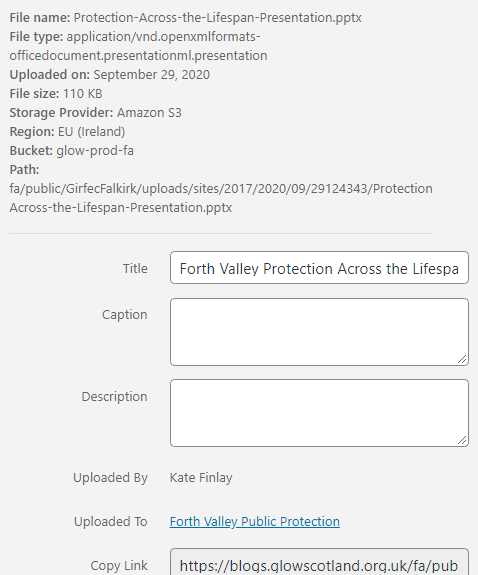 File name: Protection-Across-the-Lifespan-Presentation.pptx
File type: application/vnd.openxmlformats-
officedocument.presentationml.presentation
Uploaded on: September 29, 2020
File size: 110 KB
Storage Provider: Amazon S3
Region: EU (Ireland)
Bucket: glow-prod-fa
Path:
fa/public/GirfecFalkirk/uploads/sites/2017/2020/09/29124343/Protection
Across-the-Lifespan-Presentation.pptx
Title Forth Valley Protection Across the Lifespa
Caption
Description
Uploaded By Kate Finlay
Uploaded To Forth Valley Public Protection
Copy Link https://blogs.glowscotland.org.uk/fa/pub